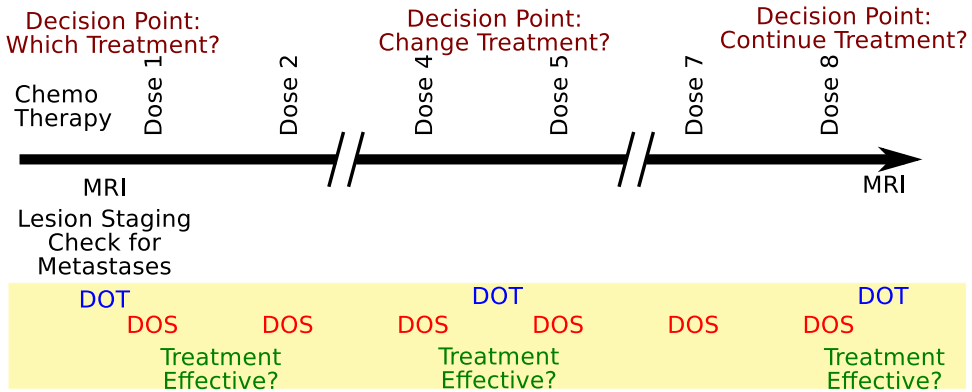 Decision Point:
Which Treatment?
Decision Point:
Change Treatment?
Decision Point:
Continue Treatment?
Chemo
Therapy
Dose 1
Dose 2
Dose 4
Dose 5
Dose 7
Dose 8
MRI
MRI
Lesion Staging
Check for
Metastases
DOT
DOT
DOT
DOS
DOS
DOS
DOS
DOS
DOS
Treatment
Effective?
Treatment
Effective?
Treatment
Effective?